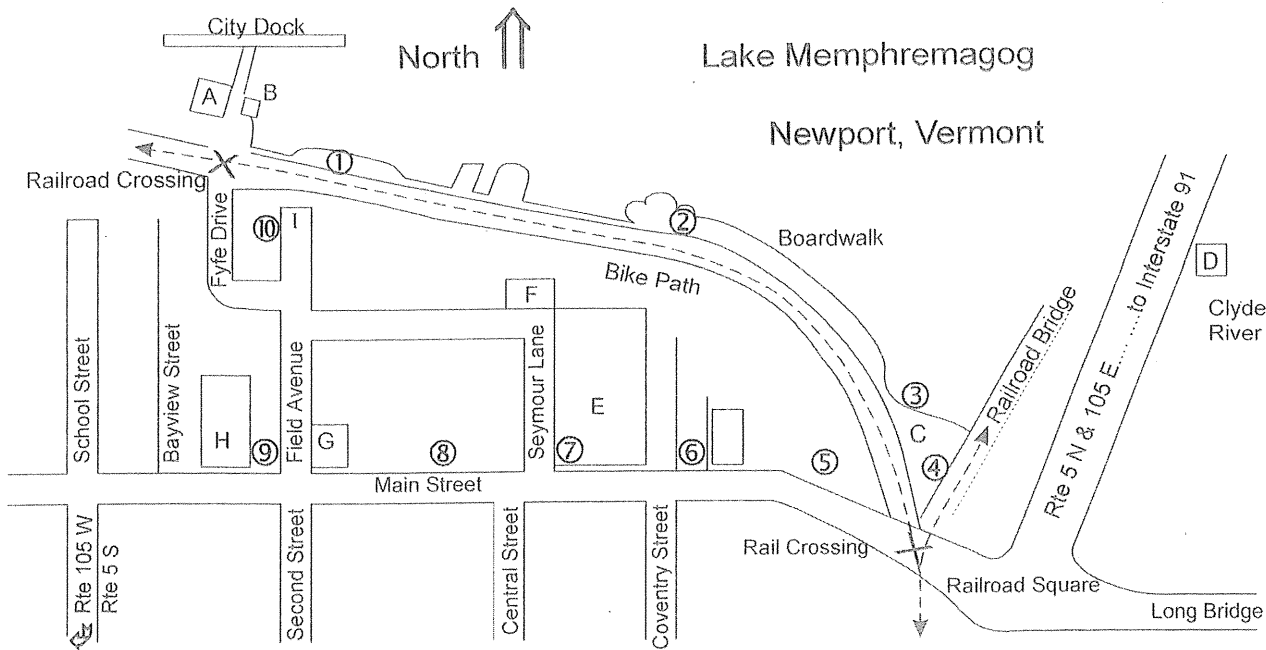 City Dock
North
Lake Memphremagog
Newport, Vermont
A
B
Railroad Crossing
①
②
Boardwalk
Bike Path
Fyfe Drive
⑩
I
School Street
Bayview Street
Field Avenue
F
Seymour Lane
E
H
⑨
G
⑧
⑦
⑥
⑤
③
C
④
Railroad Bridge
Rte 5 N & 105 E......to Interstate 91
D
Clyde
River
Main Street
Rte 105 W
Rte 5 S
Second Street
Central Street
Coventry Street
Rail Crossing
Railroad Square
Long Bridge